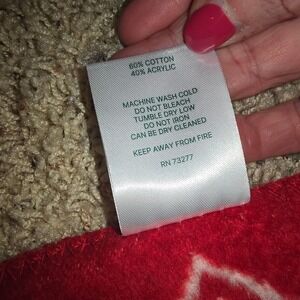 60% COTTON
40% ACRYLIC
MACHINE WASH COLD
DO NOT BLEACH
TUMBLE DRY LOW
DO NOT IRON
CAN BE DRY CLEANED
KEEP AWAY FROM FIRE
RN 73277